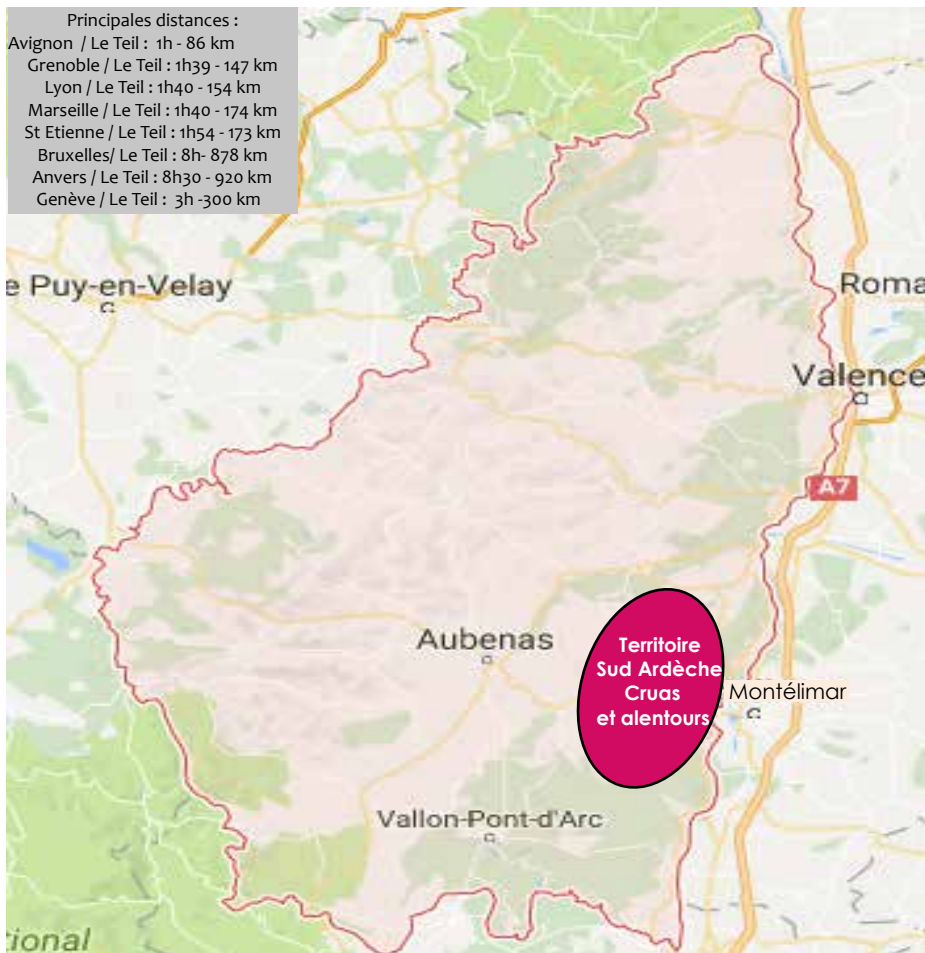 Principales distances :
Avignon / Le Teil : 1h - 86 km
Grenoble / Le Teil : 1h39 - 147 km
Lyon / Le Teil : 1h40 - 154 km
Marseille / Le Teil : 1h40 - 174 km
St Etienne / Le Teil : 1h54 - 173 km
Bruxelles/ Le Teil : 8h- 878 km
Anvers / Le Teil : 8h30 - 920 km
Genève / Le Teil : 3h -300 km
e Puy-en-Velay
Roma
Valence
A7
Aubenas
Territoire
Sud Ardèche
Cruas
et alentours
Montélimar
Vallon-Pont-d'Arc
tional